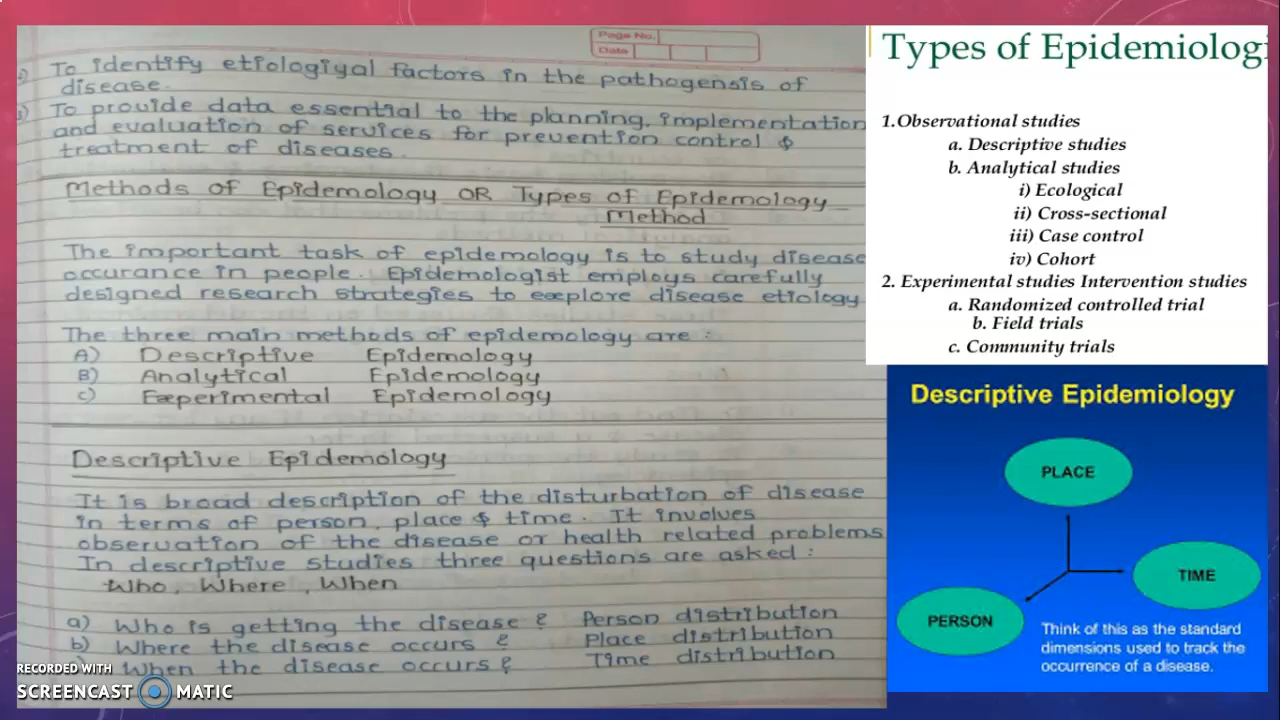 Page No.
Date
To identify etiologiyal factors in the pathogensis of
disease.
3) To provide data essential to the planning, implementation
and evaluation of services for prevention control &
treatment of diseases.
Methods of Epidemology OR Types of Epidemology
Method
The important task of epidemology is to study disease
occurance in people. Epidemologist employs carefully
designed research strategies to explore disease etiology
The three main methods of epidemology are :
A) Descriptive Epidemology
B) Analytical Epidemology
C) Experimental Epidemology
Descriptive Epidemology
It is broad description of the disturbation of disease
in terms of person, place & time. It involves
observation of the disease or health related problems
In descriptive studies three questions are asked :
Who, Where, When
a) Who is getting the disease ? Person distribution
b) Where the disease occurs ? Place distribution
When the disease occurs ? Time distribution
RECORDED WITH
SCREENCAST MATIC
Types of Epidemiologi
1.Observational studies
a. Descriptive studies
b. Analytical studies
i) Ecological
ii) Cross-sectional
iii) Case control
iv) Cohort
2. Experimental studies Intervention studies
a. Randomized controlled trial
b. Field trials
c. Community trials
Descriptive Epidemiology
PLACE
TIME
PERSON
Think of this as the standard
dimensions used to track the
occurrence of a disease.